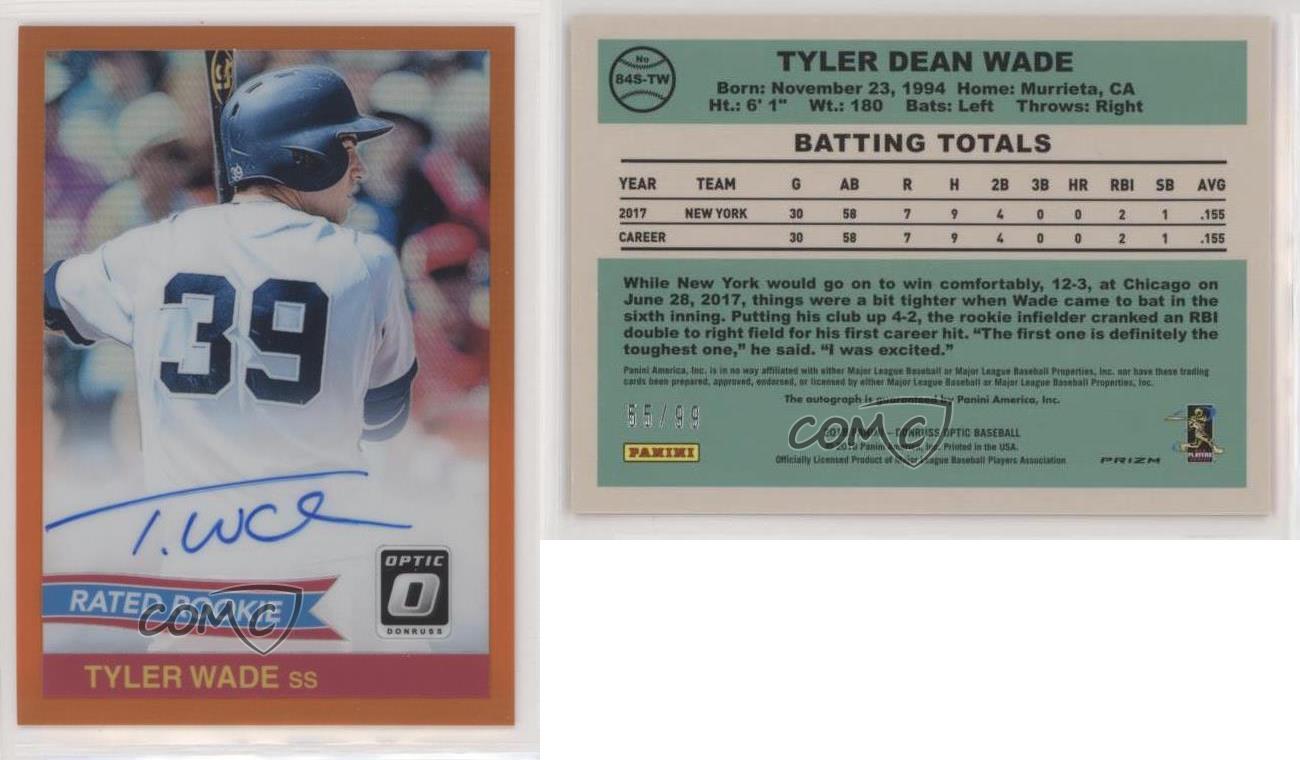 39
T. Wade
OPTIC
DONRUSS
RATED ROOKIE
COMC
TYLER WADE SS
No
84S-TW
TYLER DEAN WADE
Born: November 23, 1994 Home: Murrieta, CA
Ht.: 6' 1" Wt.: 180 Bats: Left Throws: Right
BATTING TOTALS
YEAR TEAM G AB R H 2B 3B HR RBI SB AVG
2017 NEW YORK 30 58 7 9 4 0 0 2 1 .155
CAREER 30 58 7 9 4 0 0 2 1 .155
While New York would go on to win comfortably, 12-3, at Chicago on
June 28, 2017, things were a bit tighter when Wade came to bat in the
sixth inning. Putting his club up 4-2, the rookie infielder cranked an RBI
double to right field for his first career hit. “The first one is definitely the
toughest one,” he said. “I was excited.”
Panini America, Inc. is in no way affiliated with either Major League Baseball or Major League Baseball Properties, Inc. nor have these trading
cards been prepared, approved, endorsed, or licensed by either Major League Baseball or Major League Baseball Properties, Inc.
The autograph is guaranteed by Panini America, Inc.
55/99
COMC
DONRUSS OPTIC BASEBALL
Panini America, Inc. Printed in the USA.
Officially Licensed Product of Major League Baseball Players Association
PANINI
PRIZM
PLAYERS